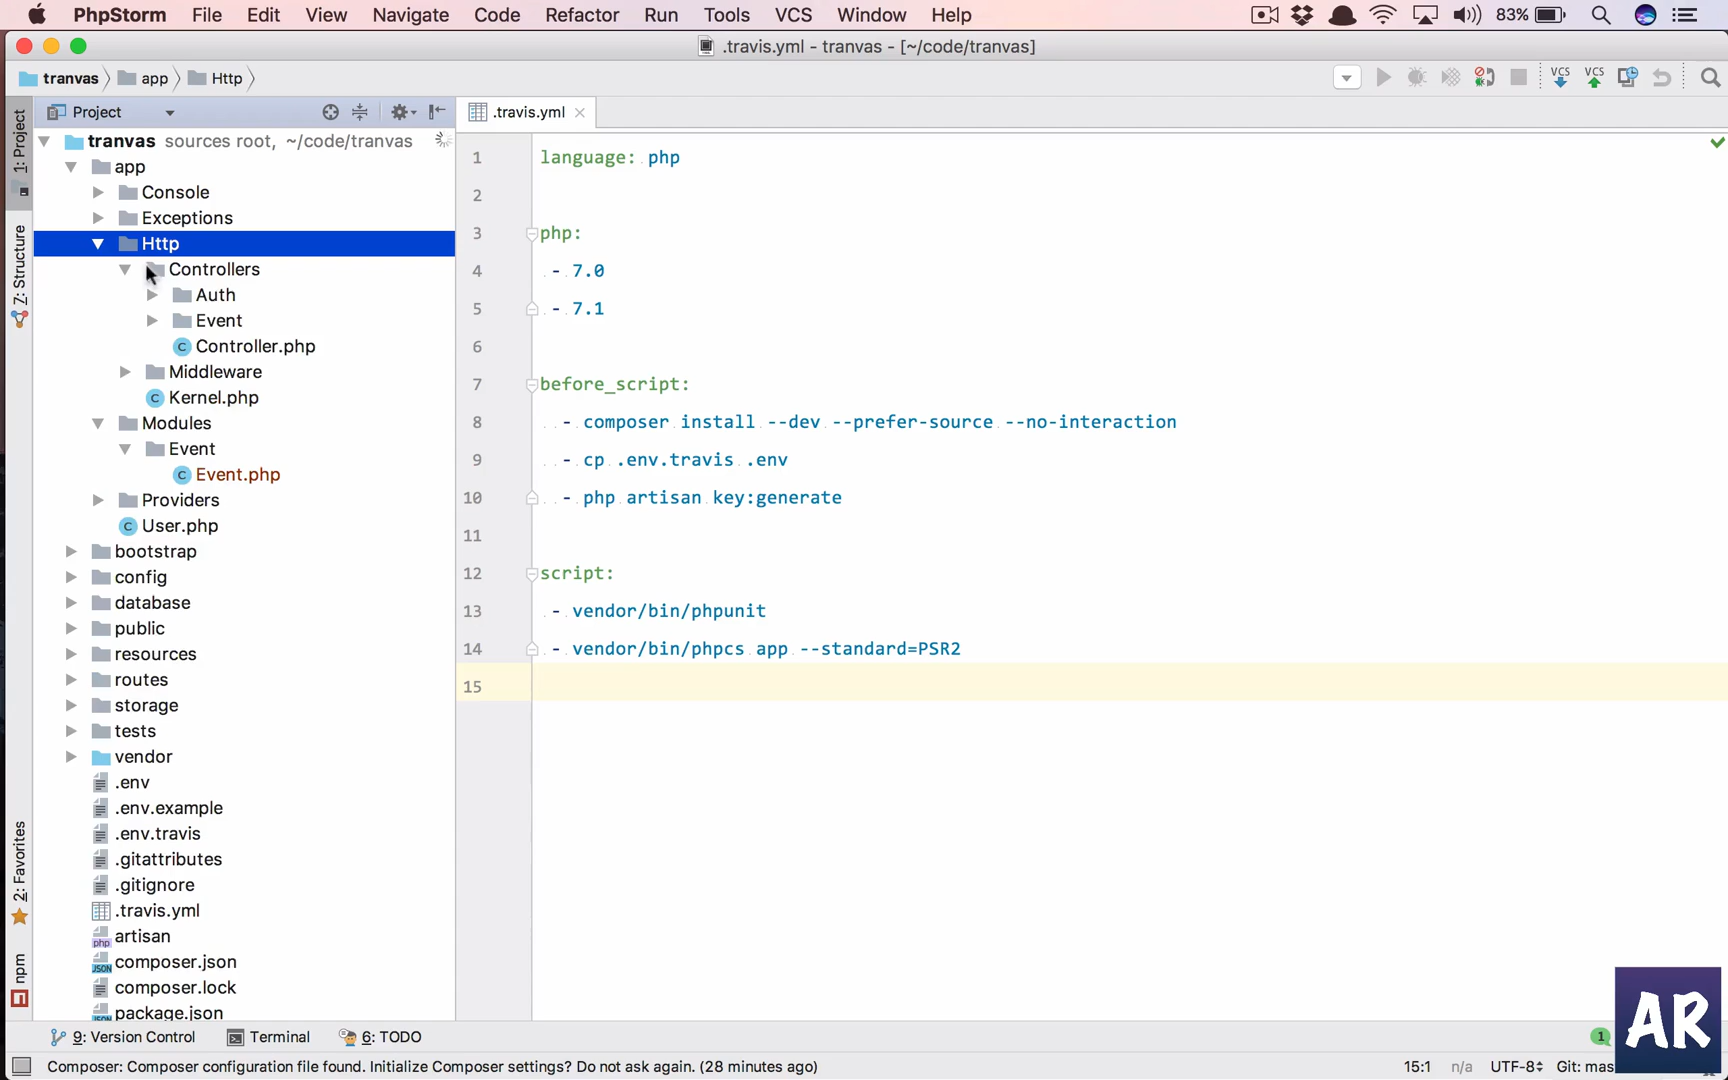 PhpStorm File Edit View Navigate Code Refactor Run Tools VCS Window Help 83%
.travis.yml - tranvas - [~/code/tranvas]
tranvas app Http
VCS VCS
Project
.travis.yml
1: Project
7: Structure
2: Favorites
npm
tranvas sources root, ~/code/tranvas
app
Console
Exceptions
Http
Controllers
Auth
Event
Controller.php
Middleware
Kernel.php
Modules
Event
Event.php
Providers
User.php
bootstrap
config
database
public
resources
routes
storage
tests
vendor
.env
.env.example
.env.travis
.gitattributes
.gitignore
.travis.yml
artisan
composer.json
composer.lock
package.json
1 language: php
2
3 php:
4 - 7.0
5 - 7.1
6
7 before_script:
8 - composer install --dev --prefer-source --no-interaction
9 - cp .env.travis .env
10 - php artisan key:generate
11
12 script:
13 - vendor/bin/phpunit
14 - vendor/bin/phpcs app --standard=PSR2
15
9: Version Control Terminal 6: TODO 1
Composer: Composer configuration file found. Initialize Composer settings? Do not ask again. (28 minutes ago) 15:1 n/a UTF-8 Git: mas
AR